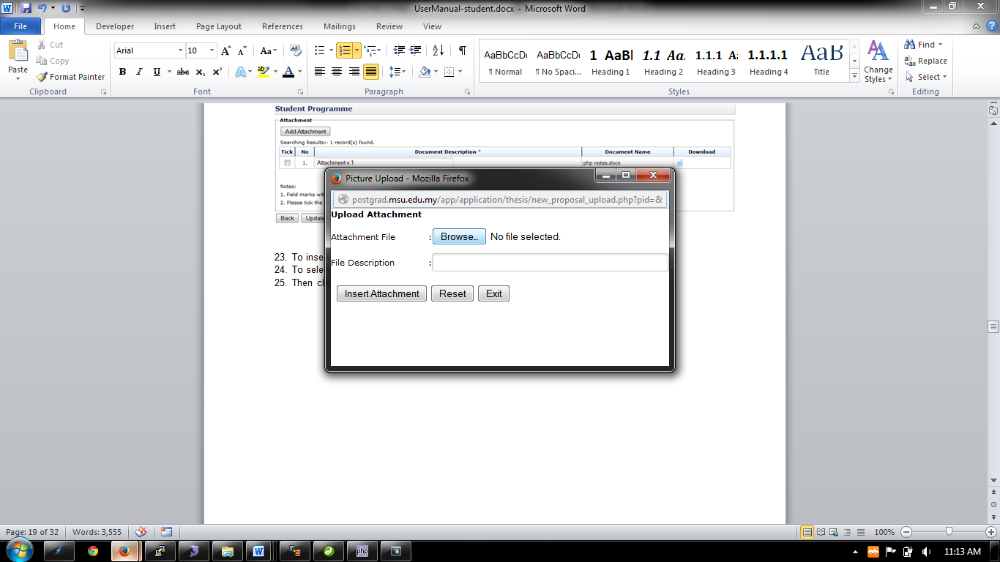 UserManual-student.docx - Microsoft Word
File Home Developer Insert Page Layout References Mailings Review View
Paste
Cut
Copy
Format Painter
Clipboard
Arial 10
Font
Paragraph
AaBbCcDc AaBbCcDc 1 AaBl 1.1 Aa. 1.1.1 A 1.1.1.1 AaB
¶ Normal ¶ No Spaci... Heading 1 Heading 2 Heading 3 Heading 4 Title
Styles
Change Styles
Find
Replace
Select
Editing
Student Programme
Attachment
Add Attachment
Searching Results:- 1 record(s) found.
Tick No Document Description * Document Name Download
1. Attachment v.1 php notes.docx
Notes:
1. Field marks with
2. Please tick the
Back Update
23. To inse
24. To sele
25. Then cl
Picture Upload - Mozilla Firefox
postgrad.msu.edu.my/app/application/thesis/new_proposal_upload.php?pid=&
Upload Attachment
Attachment File : Browse... No file selected.
File Description :
Insert Attachment Reset Exit
Page: 19 of 32 Words: 3,555 100%
php
11:13 AM